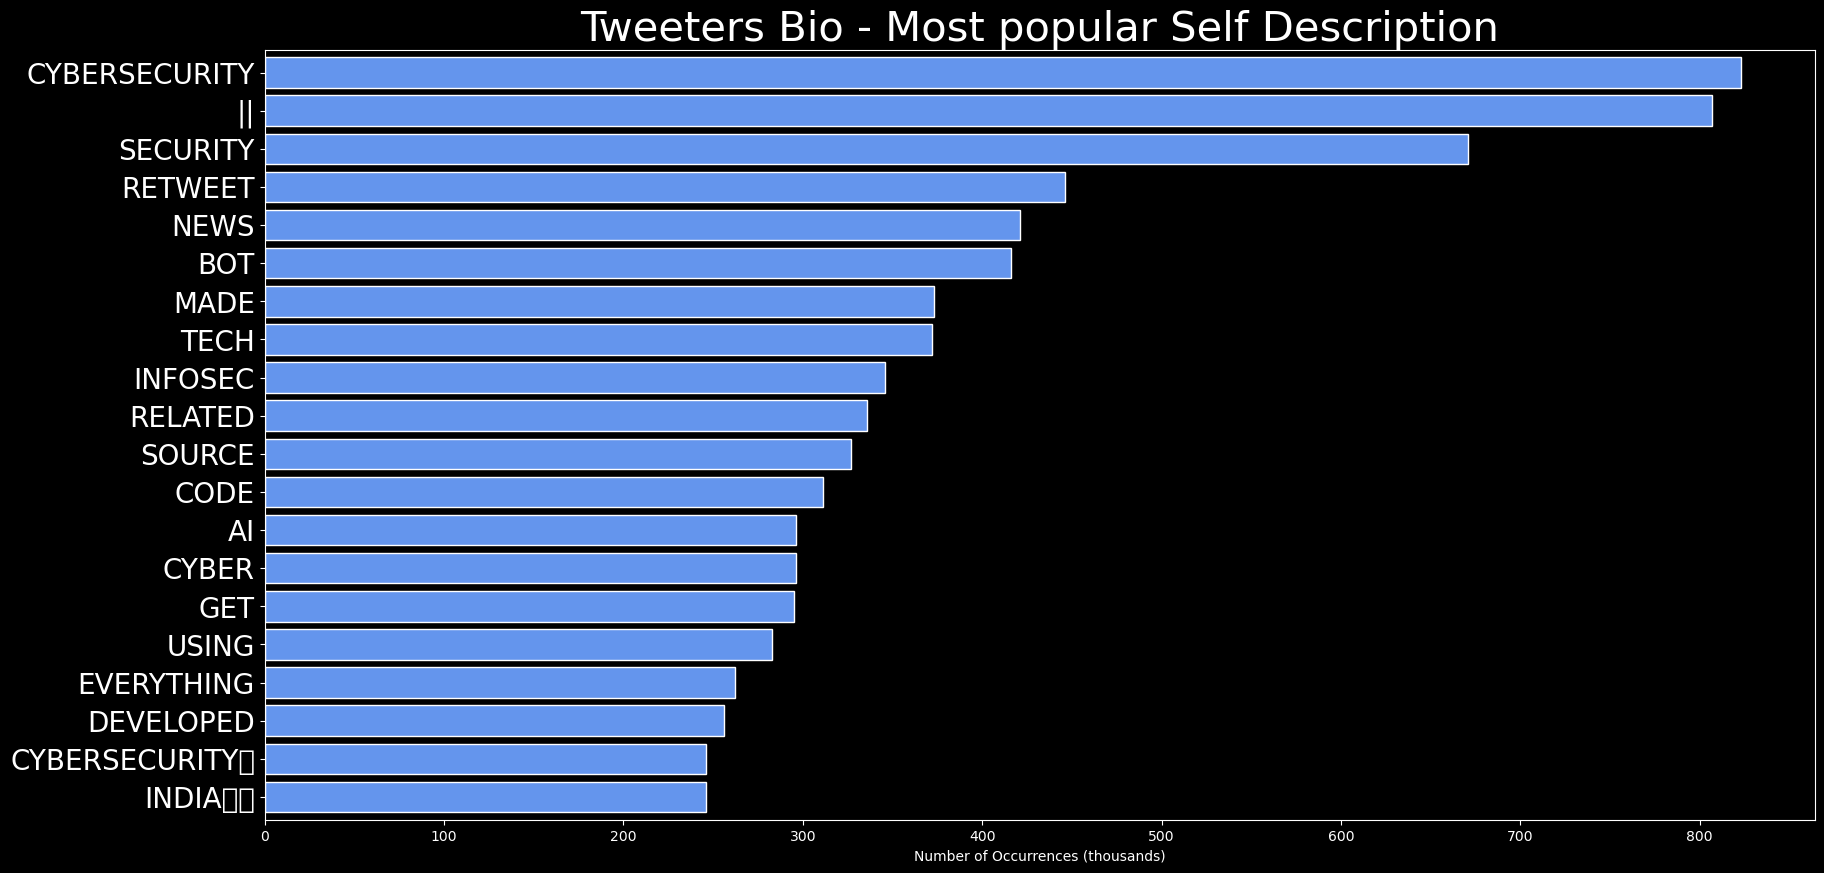 Tweeters Bio - Most popular Self Description
CYBERSECURITY
||
SECURITY
RETWEET
NEWS
BOT
MADE
TECH
INFOSEC
RELATED
SOURCE
CODE
AI
CYBER
GET
USING
EVERYTHING
DEVELOPED
CYBERSECURITY▯
INDIA▯▯
0 100 200 300 400 500 600 700 800
Number of Occurrences (thousands)